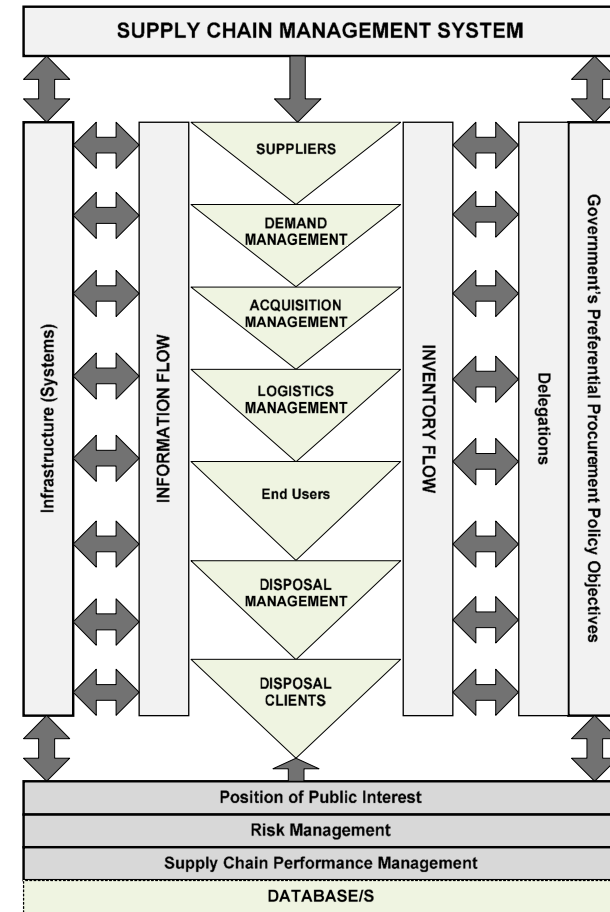 SUPPLY CHAIN MANAGEMENT SYSTEM
Infrastructure (Systems)
INFORMATION FLOW
SUPPLIERS
DEMAND
MANAGEMENT
ACQUISITION
MANAGEMENT
LOGISTICS
MANAGEMENT
End Users
DISPOSAL
MANAGEMENT
DISPOSAL
CLIENTS
INVENTORY FLOW
Delegations
Government's Preferential Procurement Policy Objectives
Position of Public Interest
Risk Management
Supply Chain Performance Management
DATABASE/S